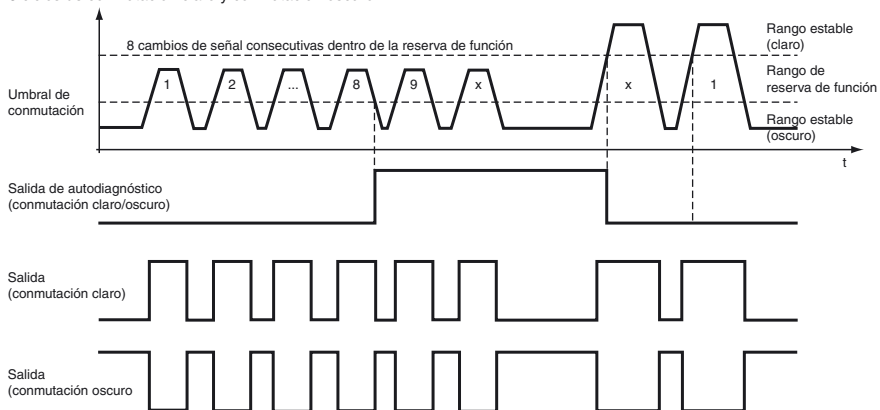 8 cambios de señal consecutivas dentro de la reserva de función
Rango estable
(claro)
Umbral de
conmutación
1
2
...
8
9
x
x
1
Rango de
reserva de función
Rango estable
(oscuro)
t
Salida de autodiagnóstico
(conmutación claro/oscuro)
Salida
(conmutación claro)
Salida
(conmutación oscuro